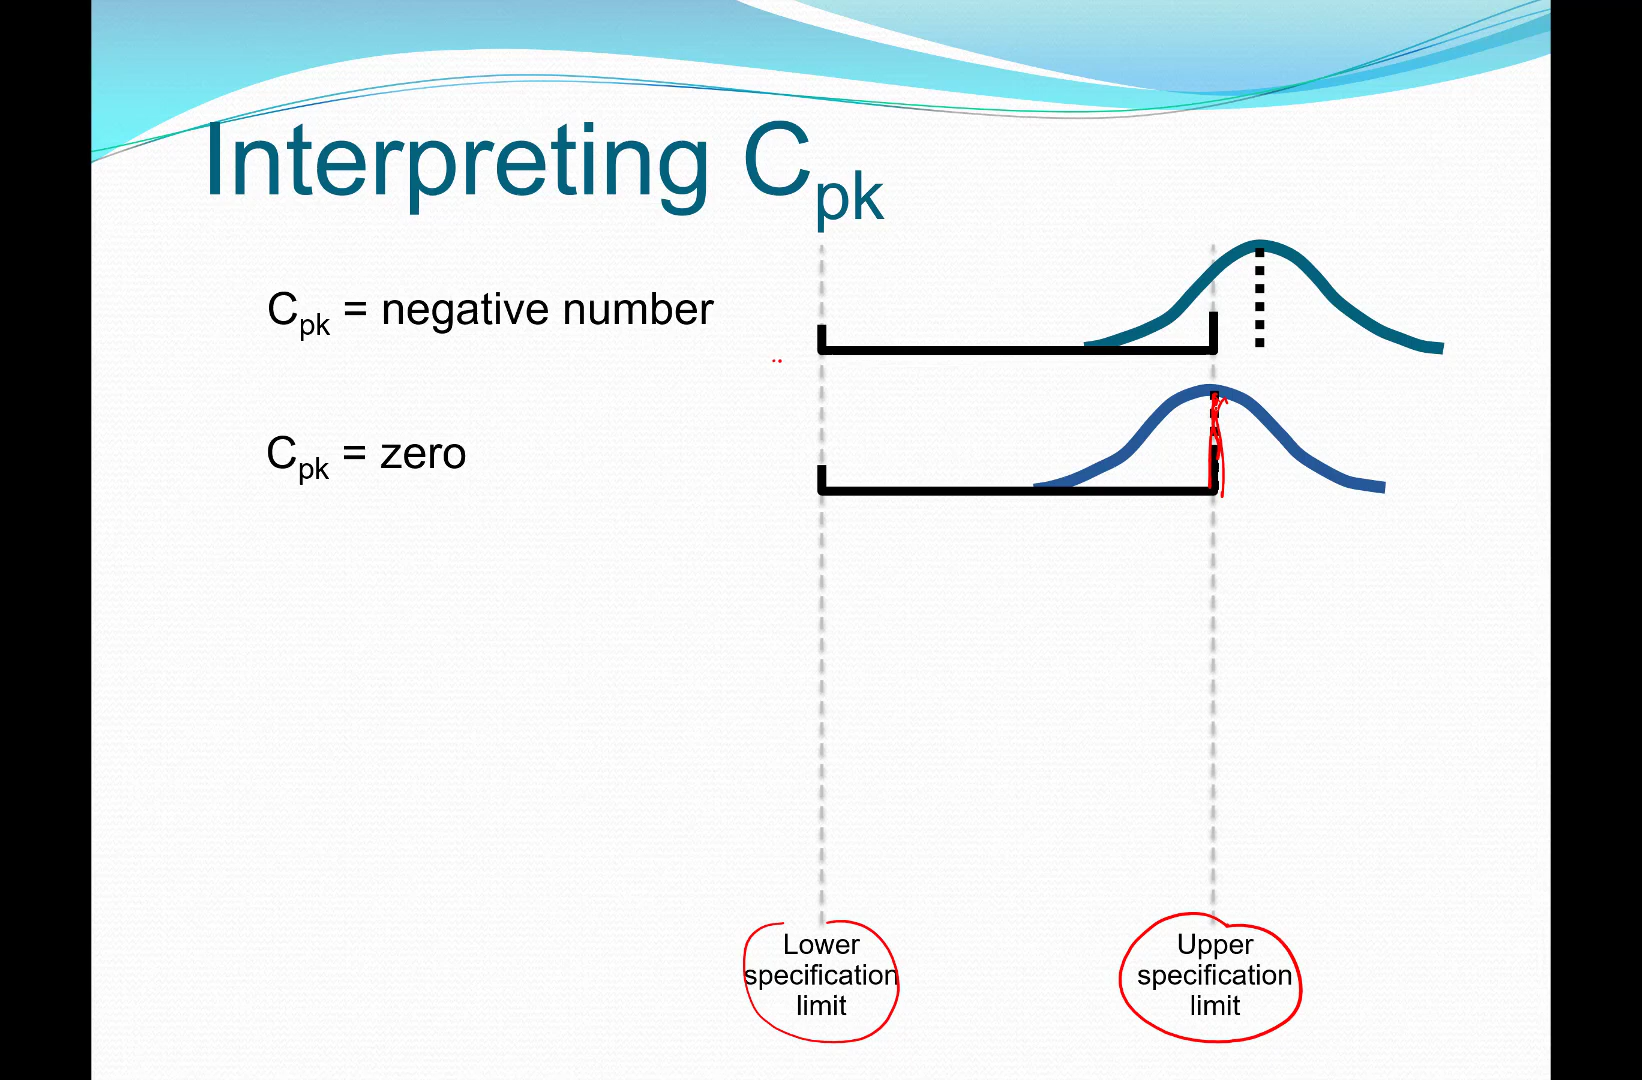 Interpreting Cpk
Cpk = negative number
Cpk = zero
Lower
specification
limit
Upper
specification
limit